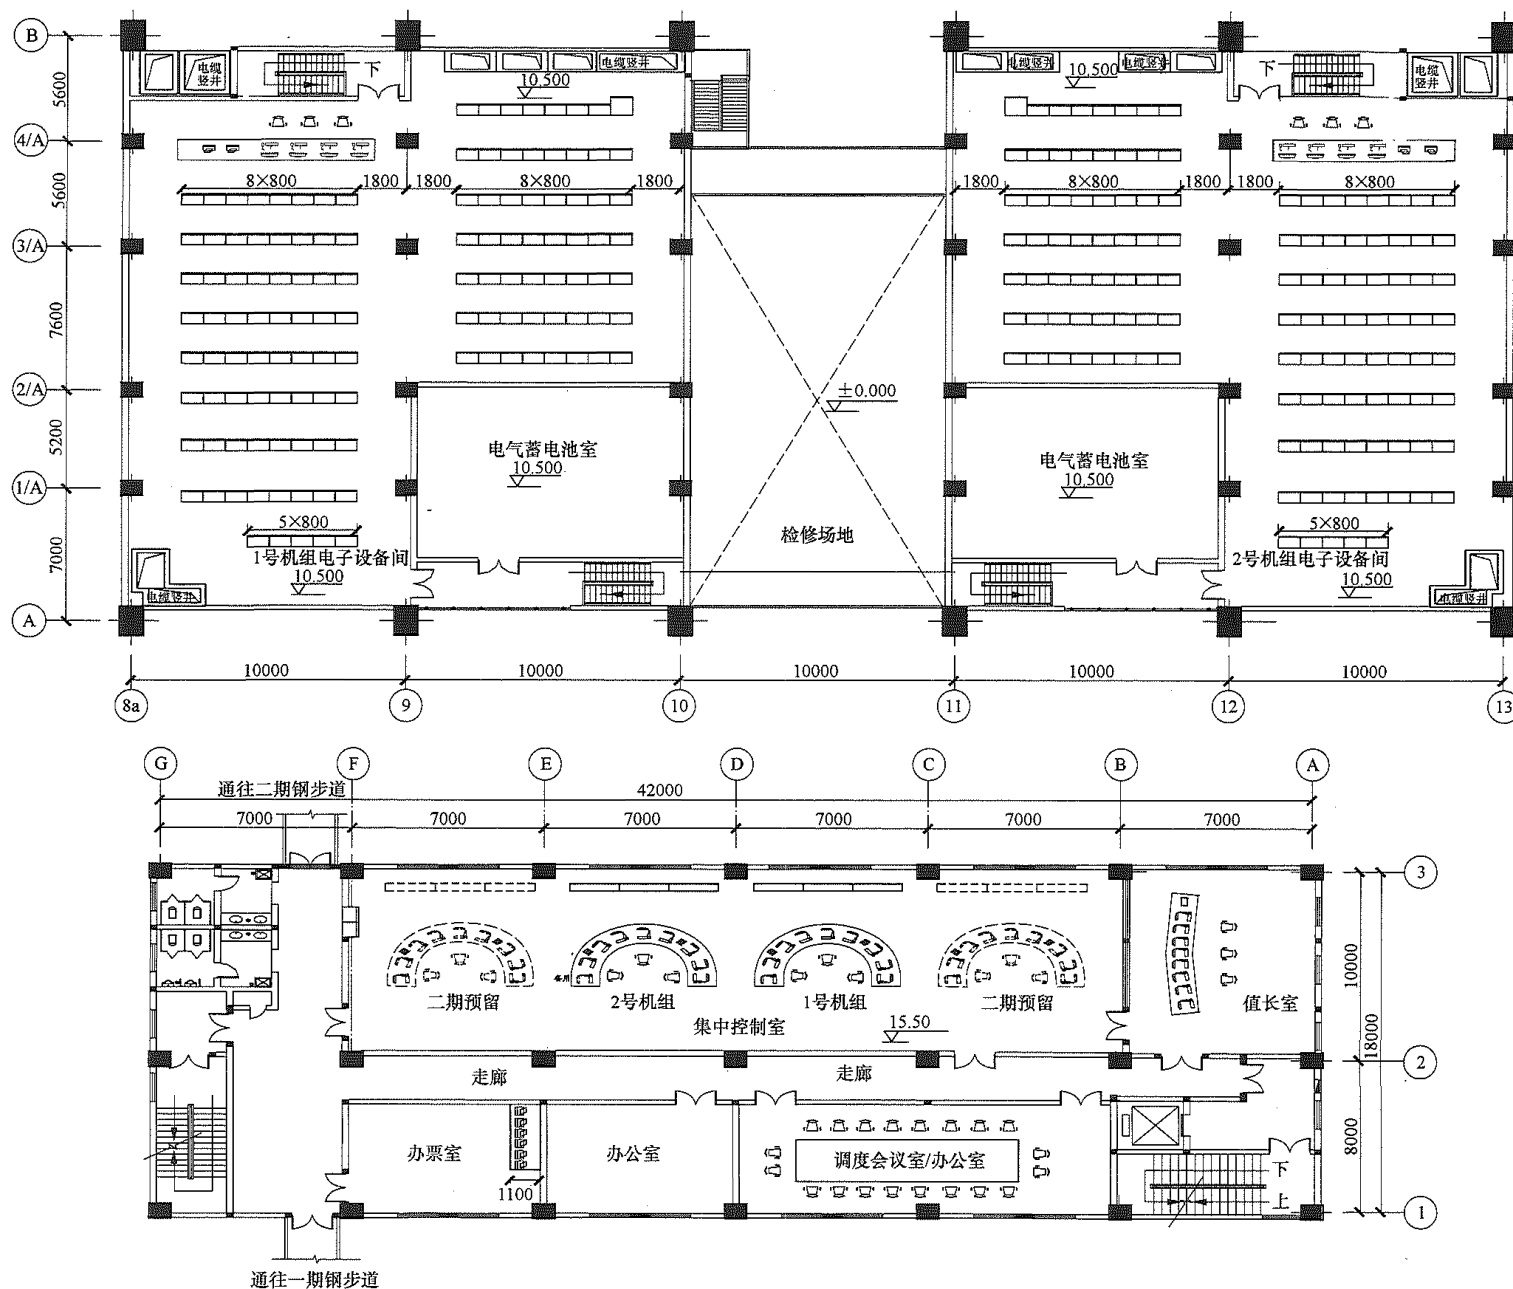 B
5600
4/A
5600
3/A
7600
2/A
5200
1/A
7000
A
电缆
竖井
下
10,500
电缆竖井
电缆竖井
电缆竖井
10,500
下
电缆
竖井
8×800
1800
1800
8×800
1800
1800
8×800
1800
1800
8×800
±0.000
电气蓄电池室
10,500
电气蓄电池室
10,500
检修场地
5×800
1号机组电子设备间
10,500
电缆竖井
5×800
2号机组电子设备间
10,500
电缆竖井
10000
10000
10000
10000
10000
8a
9
10
11
12
13
G
F
E
D
C
B
A
通往二期钢步道
42000
7000
7000
7000
7000
7000
7000
3
2
1
10000
8000
18000
二期预留
2号机组
1号机组
二期预留
值长室
集中控制室
15.50
走廊
走廊
办票室
1100
办公室
调度会议室/办公室
下
上
通往一期钢步道